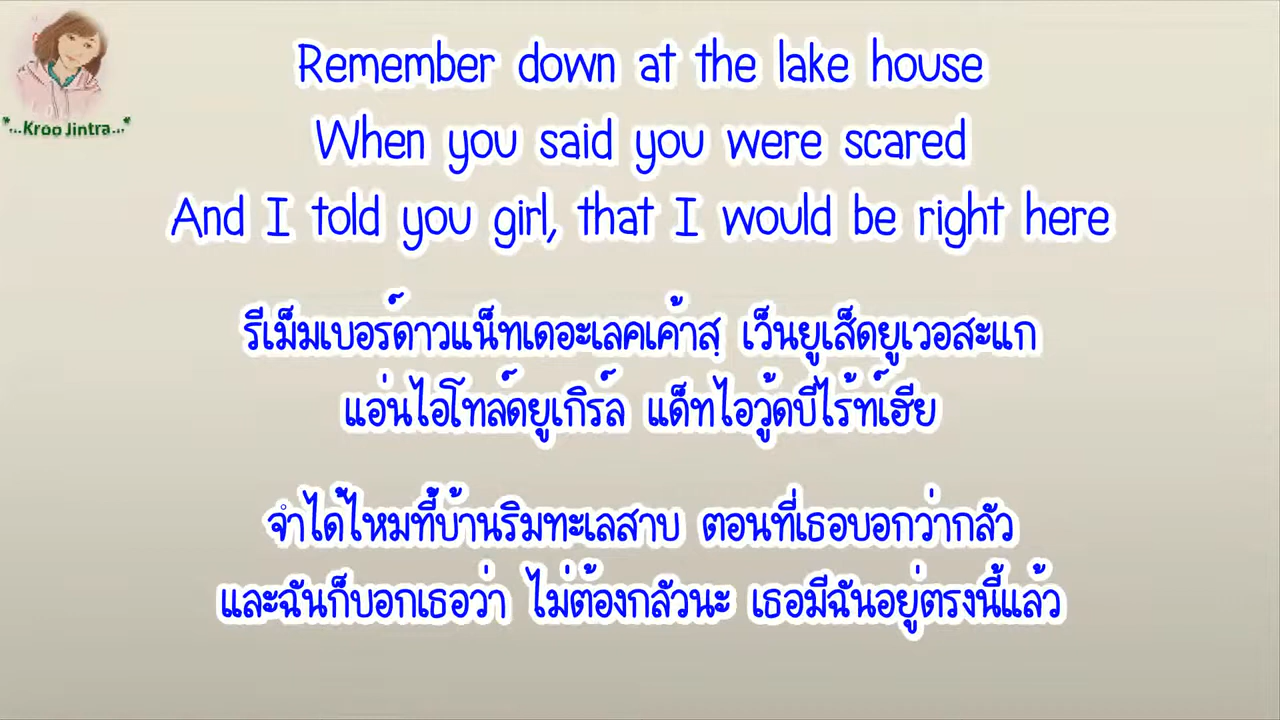 *...Kroo Jintra...*
Remember down at the lake house
When you said you were scared
And I told you girl, that I would be right here
รีเม็มเบอร์ดาวแน็ทเดอะเลคเค้าสฺ เว็นยูเส็ดยูเวอสะแก
แอ่นไอโทลด์ยูเกิร์ล แด็ทไอวู้ดบีไร้ท์เฮีย
จำได้ไหมที่บ้านริมทะเลสาบ ตอนที่เธอบอกว่ากลัว
และฉันก็บอกเธอว่า ไม่ต้องกลัวนะ เธอมีฉันอยู่ตรงนี้แล้ว